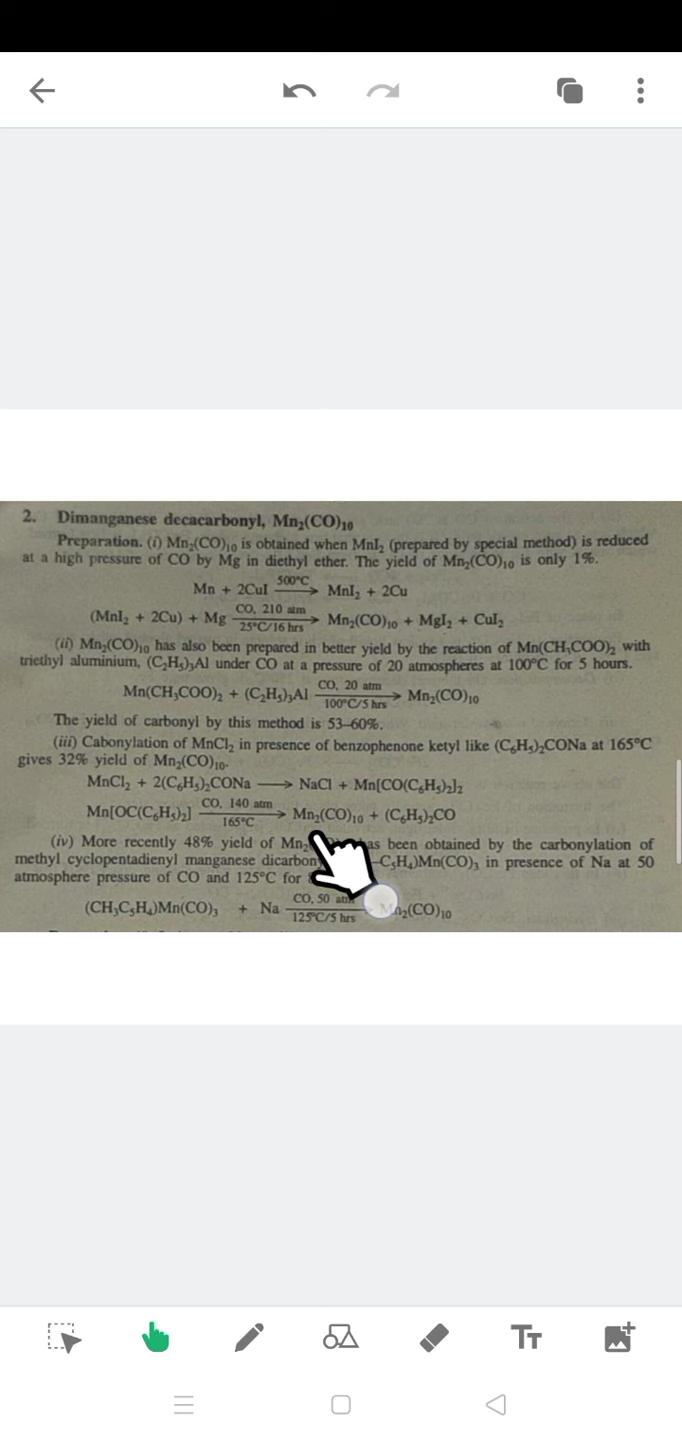 2. Dimanganese decacarbonyl, Mn₂(CO)₁₀
Preparation. (i) Mn₂(CO)₁₀ is obtained when MnI₂ (prepared by special method) is reduced
at a high pressure of CO by Mg in diethyl ether. The yield of Mn₂(CO)₁₀ is only 1%.
Mn + 2CuI 500°C → MnI₂ + 2Cu
(MnI₂ + 2Cu) + Mg CO, 210 atm / 25°C/16 hrs → Mn₂(CO)₁₀ + MgI₂ + CuI₂
(ii) Mn₂(CO)₁₀ has also been prepared in better yield by the reaction of Mn(CH₃COO)₂ with
triethyl aluminium, (C₂H₅)₃Al under CO at a pressure of 20 atmospheres at 100°C for 5 hours.
Mn(CH₃COO)₂ + (C₂H₅)₃Al CO, 20 atm / 100°C/5 hrs → Mn₂(CO)₁₀
The yield of carbonyl by this method is 53–60%.
(iii) Cabonylation of MnCl₂ in presence of benzophenone ketyl like (C₆H₅)₂CONa at 165°C
gives 32% yield of Mn₂(CO)₁₀.
MnCl₂ + 2(C₆H₅)₂CONa → NaCl + Mn[CO(C₆H₅)₂]₂
Mn[OC(C₆H₅)₂] CO, 140 atm / 165°C → Mn₂(CO)₁₀ + (C₆H₅)₂CO
(iv) More recently 48% yield of Mn₂ has been obtained by the carbonylation of
methyl cyclopentadienyl manganese dicarbon –C₅H₄)Mn(CO)₃ in presence of Na at 50
atmosphere pressure of CO and 125°C for
(CH₃C₅H₄)Mn(CO)₃ + Na CO, 50 atm / 125°C/5 hrs → Mn₂(CO)₁₀
TT